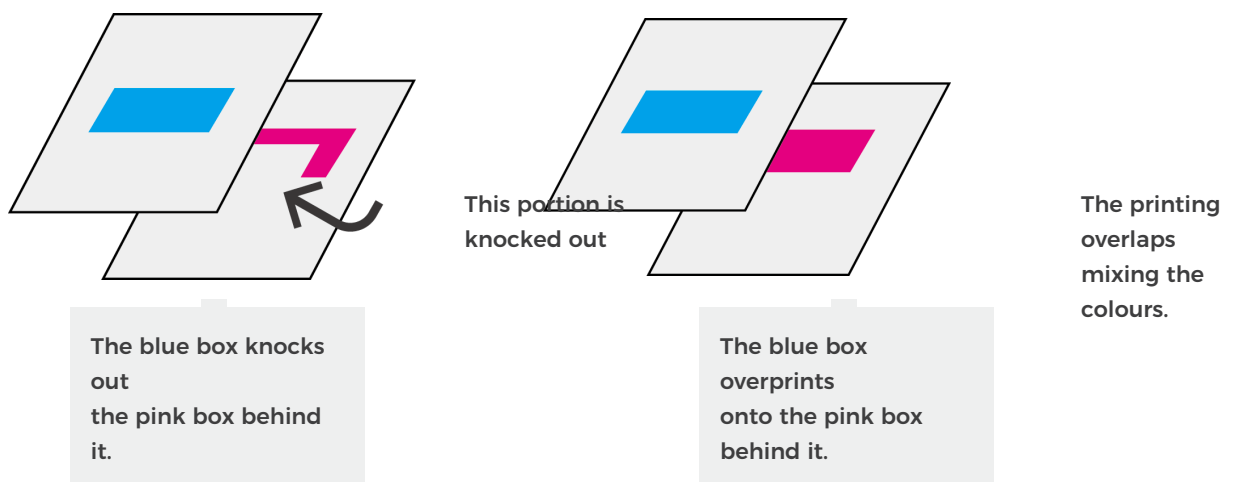 This portion is
knocked out
The printing
overlaps
mixing the
colours.
The blue box knocks
out
the pink box behind
it.
The blue box
overprints
onto the pink box
behind it.